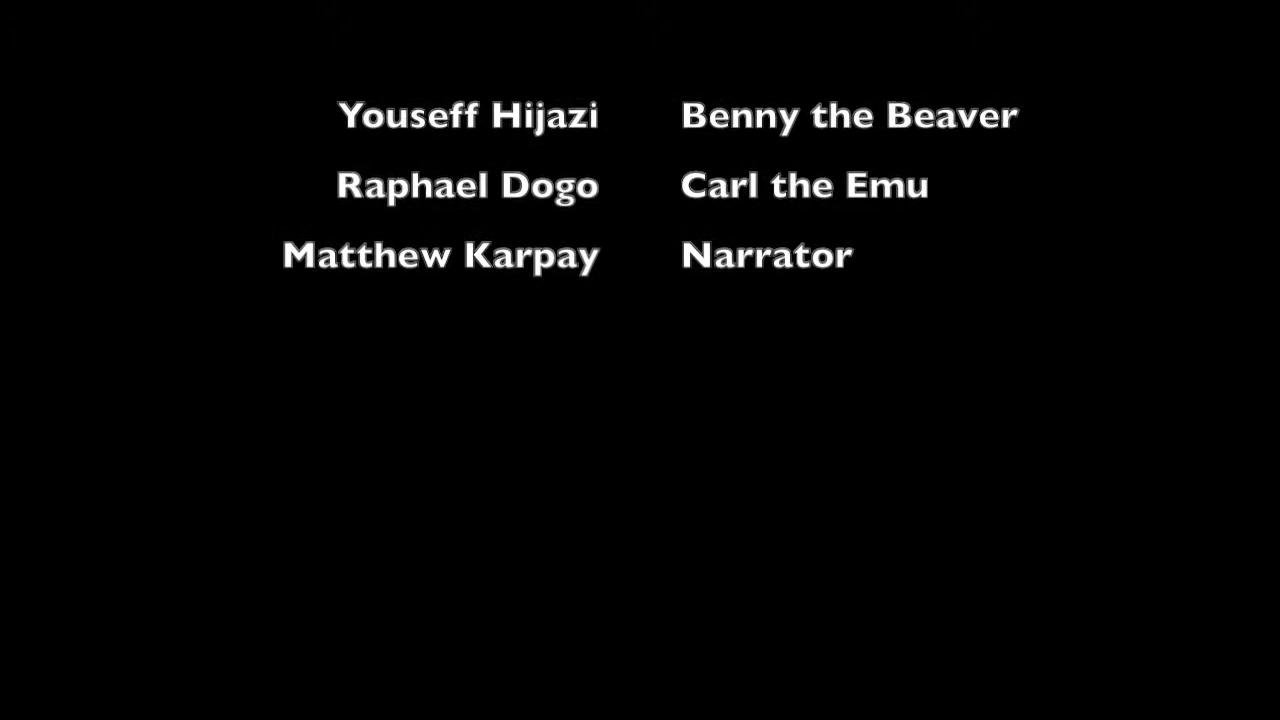 Youseff Hijazi Benny the Beaver
Raphael Dogo Carl the Emu
Matthew Karpay Narrator